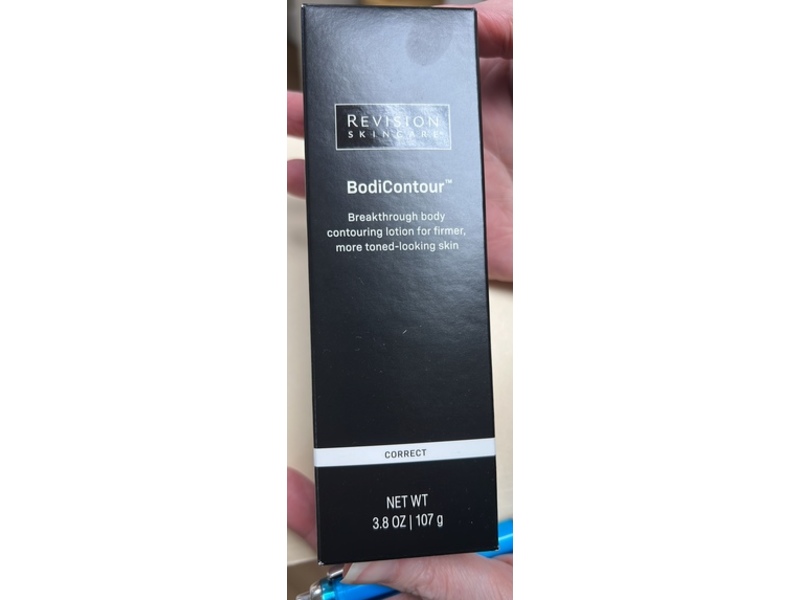 REVISION
SKINCARE®
BodiContour™
Breakthrough body
contouring lotion for firmer,
more toned-looking skin
CORRECT
NET WT
3.8 OZ | 107 g